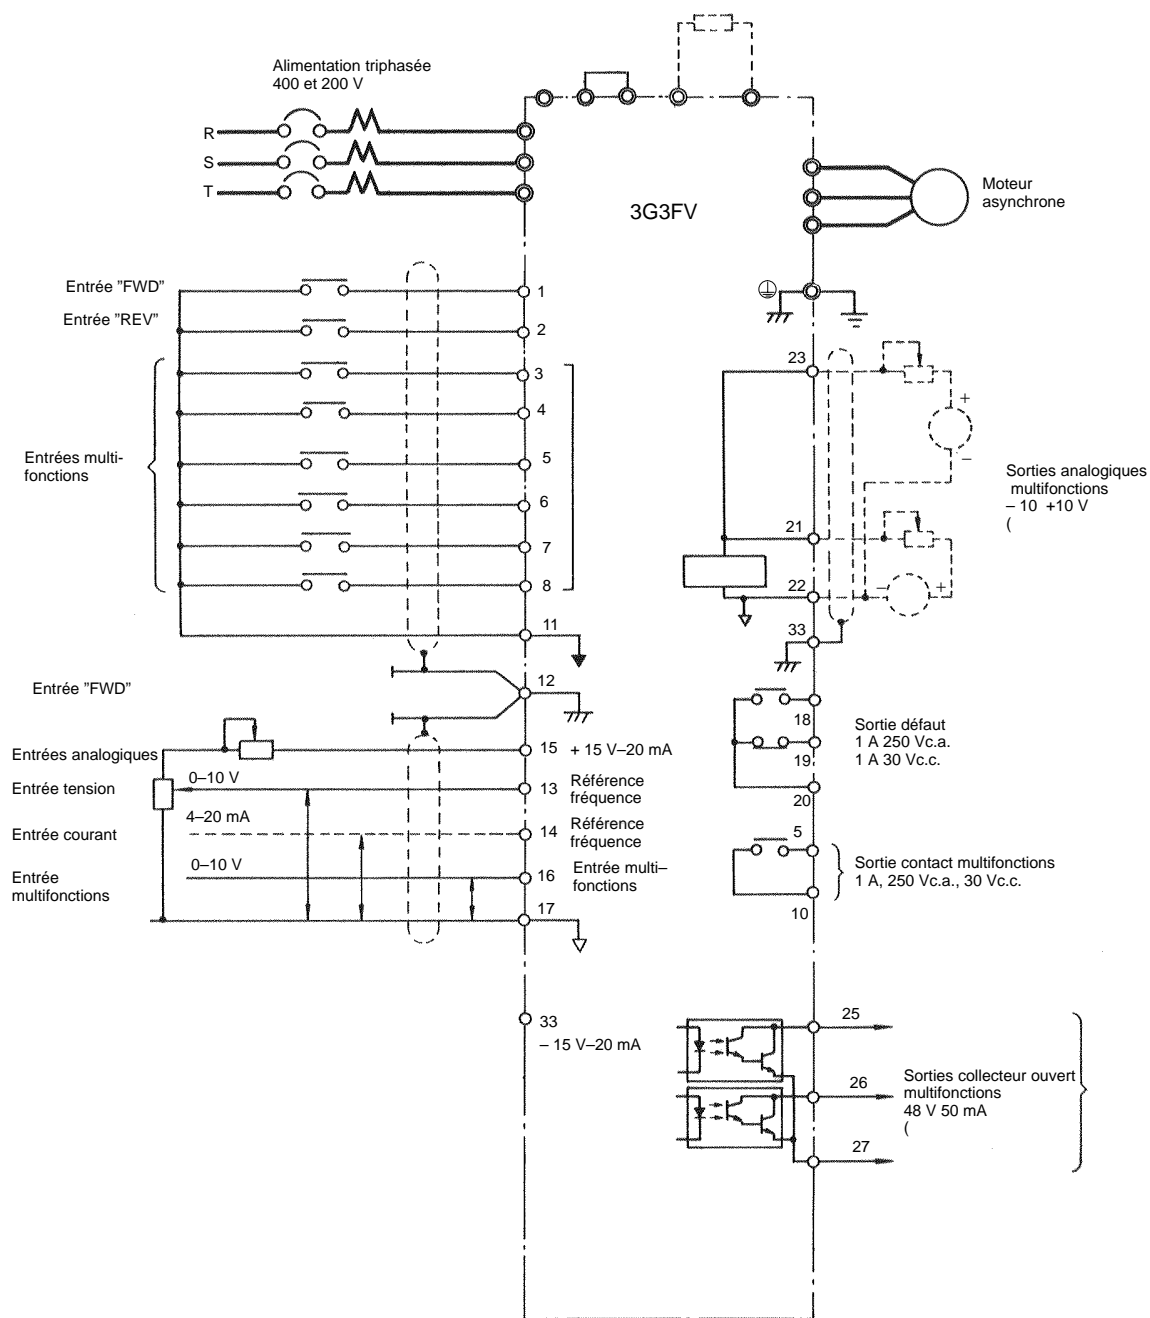 Alimentation triphasée
400 et 200 V
R
S
T
3G3FV
Moteur
asynchrone
Entrée ”FWD”
1
Entrée ”REV”
2
3
4
Entrées multi-
fonctions
5
6
7
8
11
23
+
–
Sorties analogiques
multifonctions
– 10 +10 V
(
21
22
–
+
33
Entrée ”FWD”
12
18
19
20
Sortie défaut
1 A 250 Vc.a.
1 A 30 Vc.c.
Entrées analogiques
15
+ 15 V–20 mA
Entrée tension
0–10 V
13
Référence
fréquence
Entrée courant
4–20 mA
14
Référence
fréquence
Entrée
multifonctions
0–10 V
16
Entrée multi–
fonctions
17
5
10
Sortie contact multifonctions
1 A, 250 Vc.a., 30 Vc.c.
33
– 15 V–20 mA
25
26
27
Sorties collecteur ouvert
multifonctions
48 V 50 mA
(